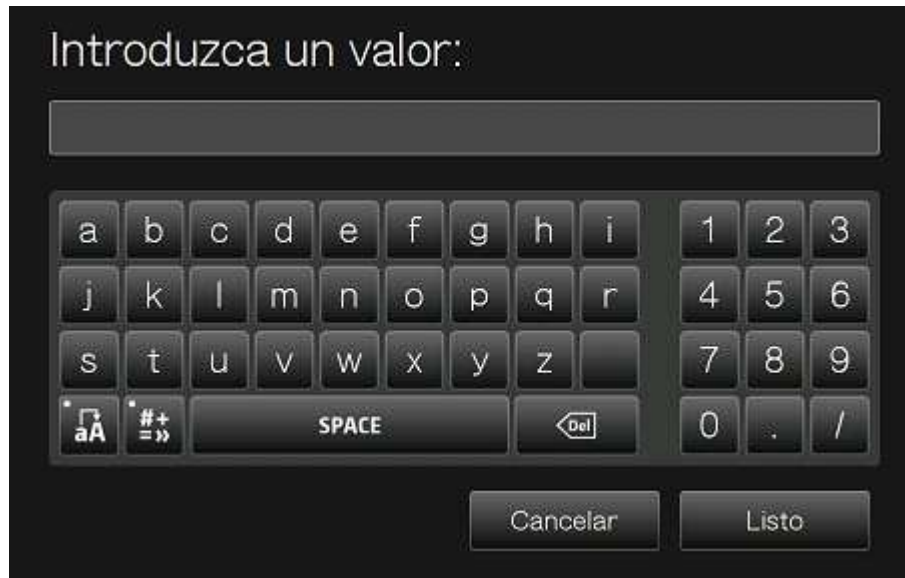 Introduzca un valor:
a b c d e f g h i 1 2 3
j k l m n o p q r 4 5 6
s t u v w x y z 7 8 9
aA #+=» SPACE Del 0 . /
Cancelar Listo